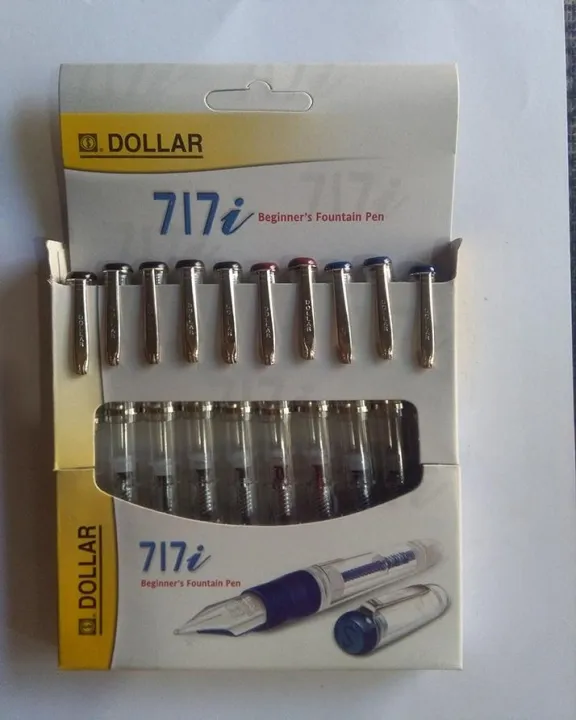 DOLLAR
717i Beginner's Fountain Pen
DOLLAR
717i
Beginner's Fountain Pen